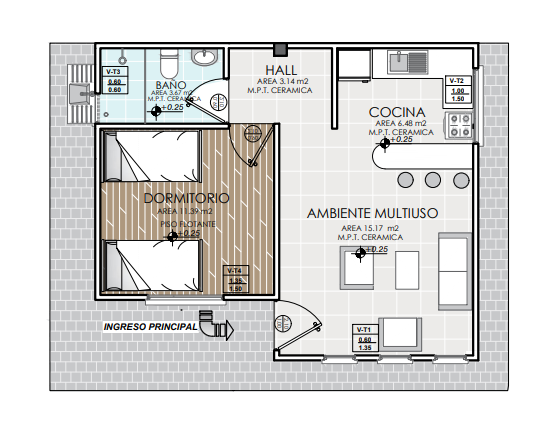 V-T3
0.60
0.60
BAÑO
AREA 3.67 m2
M.P.T. CERAMICA
+0.25
HALL
AREA 3.14 m2
M.P.T. CERAMICA
V-T2
1.00
1.50
COCINA
AREA 6.48 m2
M.P.T. CERAMICA
+0.25
DORMITORIO
AREA 11.39 m2
PISO FLOTANTE
+0.25
AMBIENTE MULTIUSO
AREA 15.17 m2
M.P.T. CERAMICA
+0.25
V-T4
1.35
1.50
INGRESO PRINCIPAL
V-T1
0.60
1.35